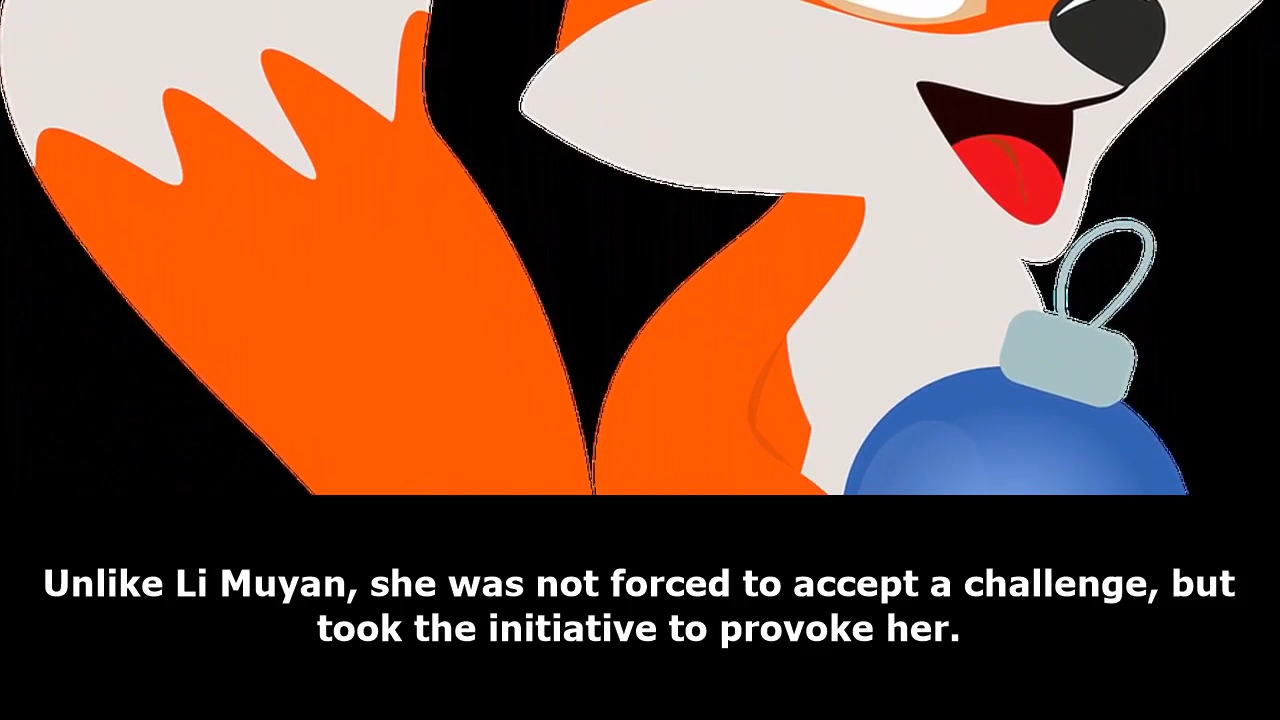 Unlike Li Muyan, she was not forced to accept a challenge, but
took the initiative to provoke her.